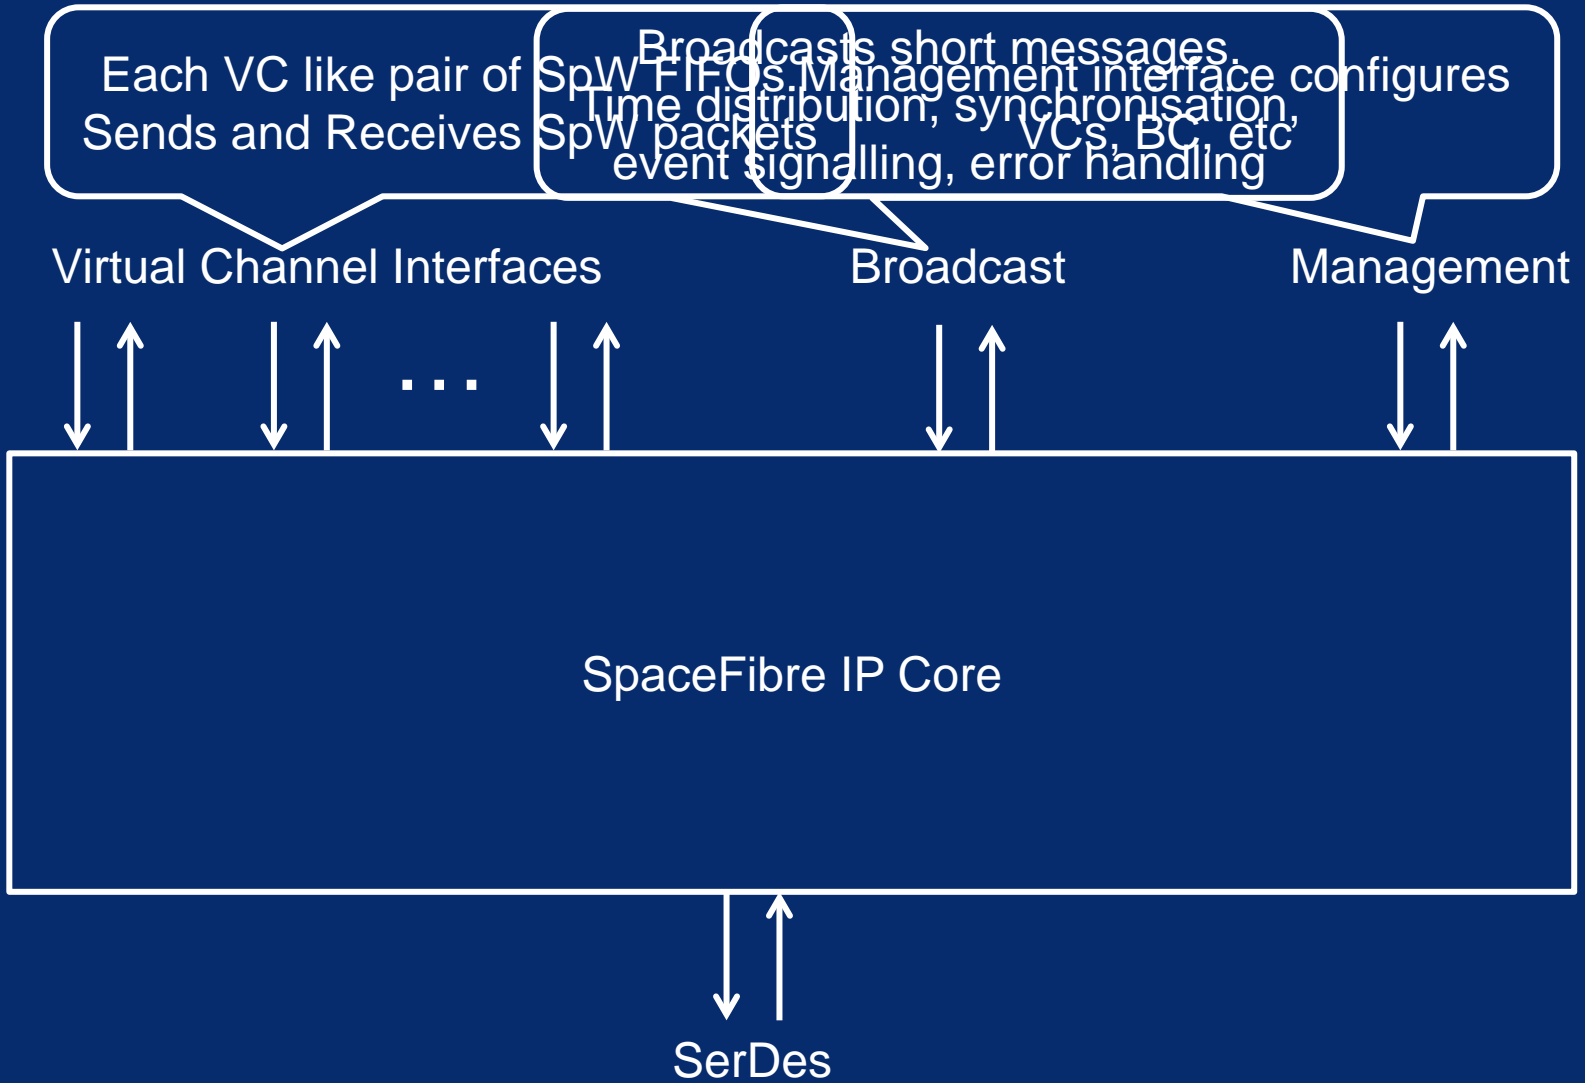 Each VC like pair of SpW FIFOs.
Sends and Receives SpW packets
Broadcasts short messages.
Time distribution, synchronisation,
event signalling, error handling
Management interface configures
VCs, BC, etc
Virtual Channel Interfaces
Broadcast
Management
...
SpaceFibre IP Core
SerDes